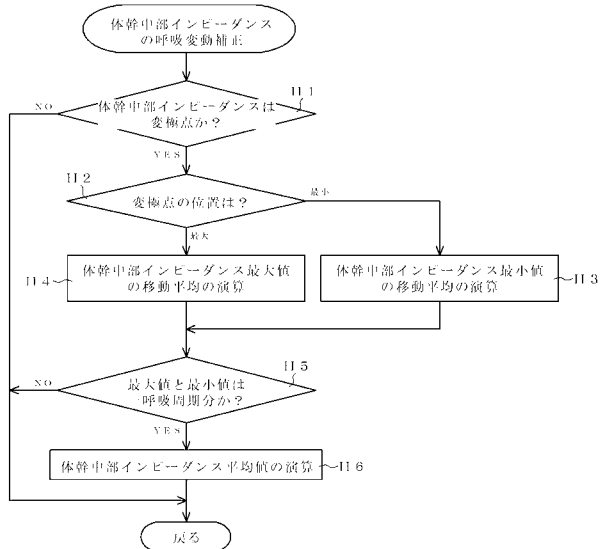 体幹中部インピーダンス
の呼吸変動補正
H1
NO
体幹中部インピーダンスは
変極点か？
YES
H2
最小
変極点の位置は？
最大
H4
体幹中部インピーダンス最大値
の移動平均の演算
体幹中部インピーダンス最小値
の移動平均の演算
H3
H5
NO
最大値と最小値は
一呼吸周期分か？
YES
体幹中部インピーダンス平均値の演算
H6
戻る